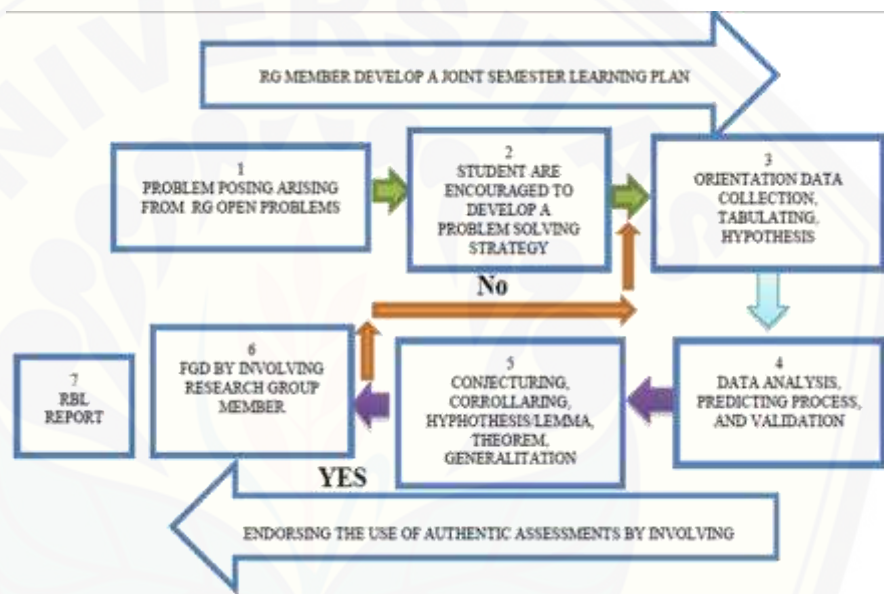 RG MEMBER DEVELOP A JOINT SEMESTER LEARNING PLAN
1
PROBLEM POSING ARISING
FROM RG OPEN PROBLEMS
2
STUDENT ARE
ENCOURAGED TO
DEVELOP A
PROBLEM SOLVING
STRATEGY
3
ORIENTATION DATA
COLLECTION,
TABULATING,
HYPOTHESIS
No
4
DATA ANALYSIS,
PREDICTING PROCESS,
AND VALIDATION
5
CONJECTURING,
CORROLLARING,
HYPHOTHESIS/LEMMA,
THEOREM,
GENERALITATION
6
FGD BY INVOLVING
RESEARCH GROUP
MEMBER
7
RBL
REPORT
YES
ENDORSING THE USE OF AUTHENTIC ASSESSMENTS BY INVOLVING